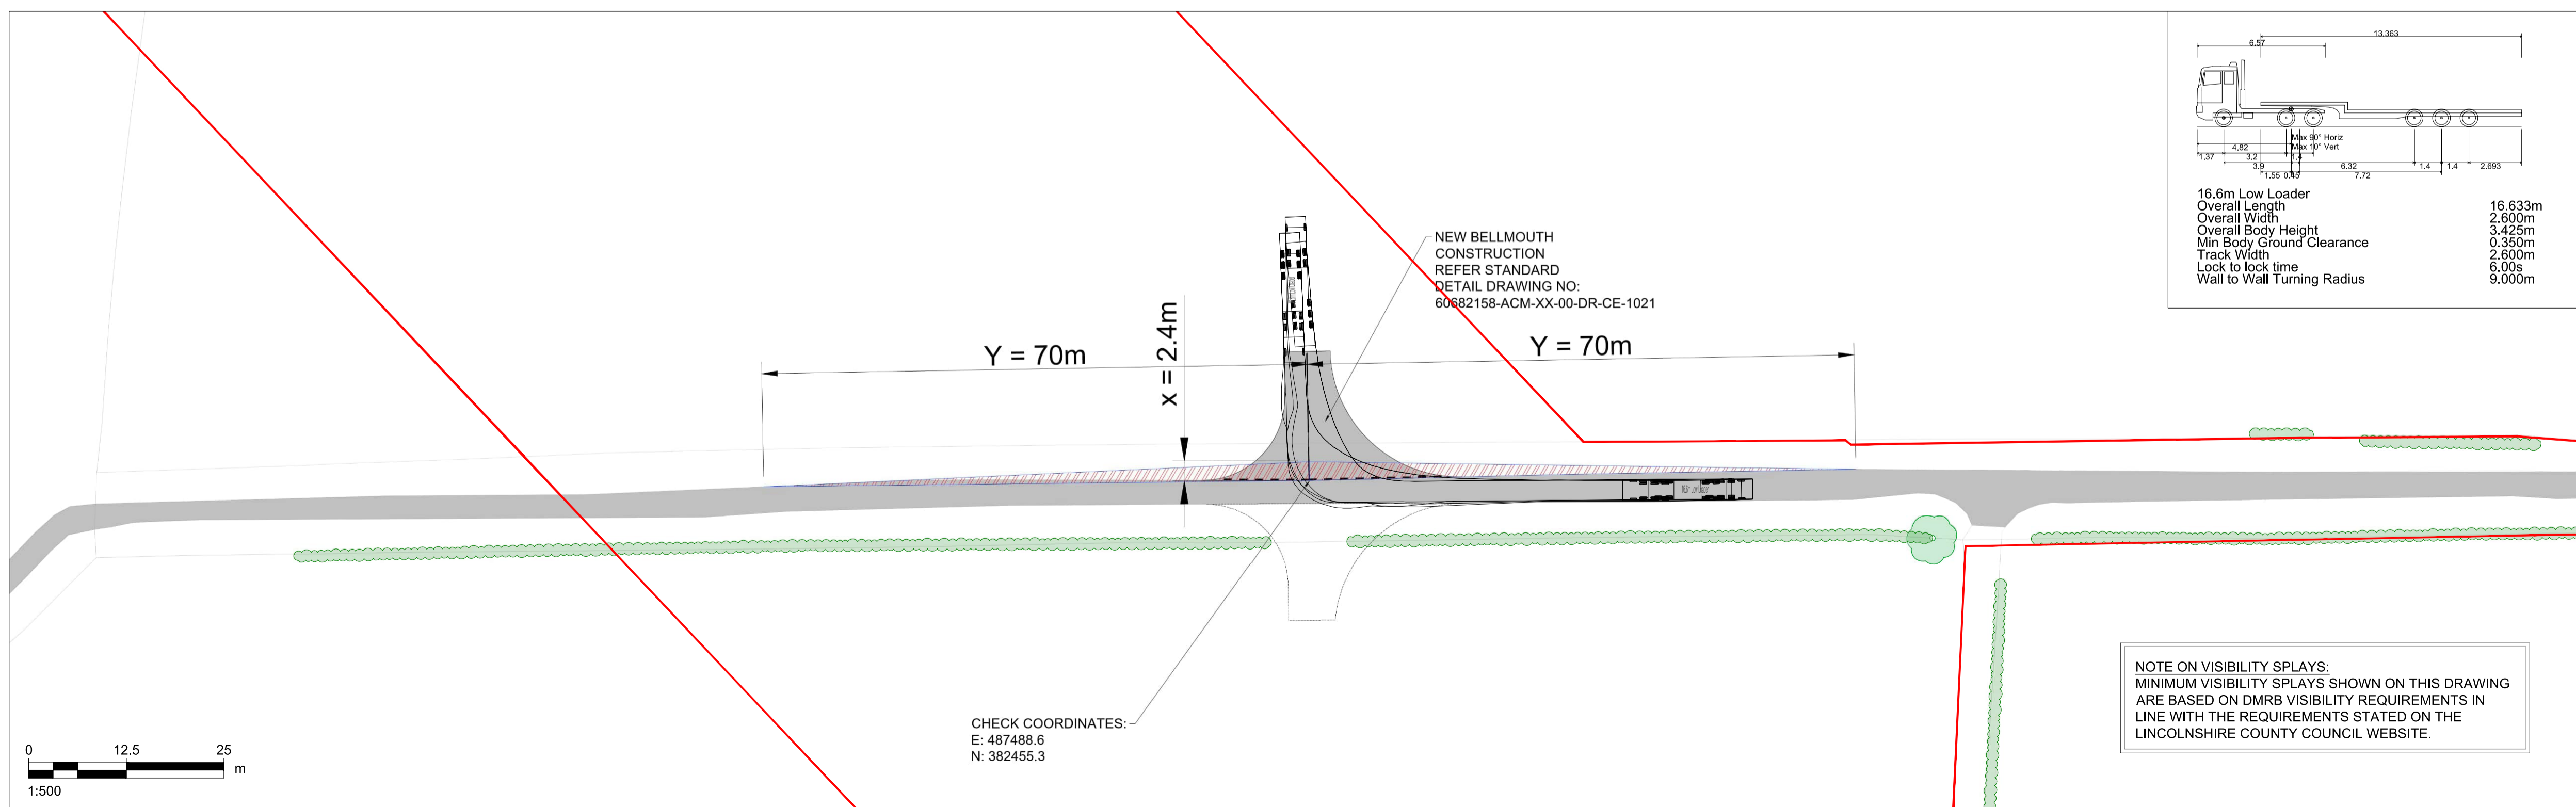 13.363
6.57
Max 90° Horiz
Max 10° Vert
4.82
1.37
3.2
1.4
3.9
6.32
1.4
1.4
2.693
1.55
0.45
7.72
16.6m Low Loader
Overall Length 16.633m
Overall Width 2.600m
Overall Body Height 3.425m
Min Body Ground Clearance 0.350m
Track Width 2.600m
Lock to lock time 6.00s
Wall to Wall Turning Radius 9.000m
NEW BELLMOUTH
CONSTRUCTION
REFER STANDARD
DETAIL DRAWING NO:
60682158-ACM-XX-00-DR-CE-1021
Y = 70m
x = 2.4m
Y = 70m
16.6m Low Loader
CHECK COORDINATES:
E: 487488.6
N: 382455.3
NOTE ON VISIBILITY SPLAYS:
MINIMUM VISIBILITY SPLAYS SHOWN ON THIS DRAWING
ARE BASED ON DMRB VISIBILITY REQUIREMENTS IN
LINE WITH THE REQUIREMENTS STATED ON THE
LINCOLNSHIRE COUNTY COUNCIL WEBSITE.
0 12.5 25
m
1:500